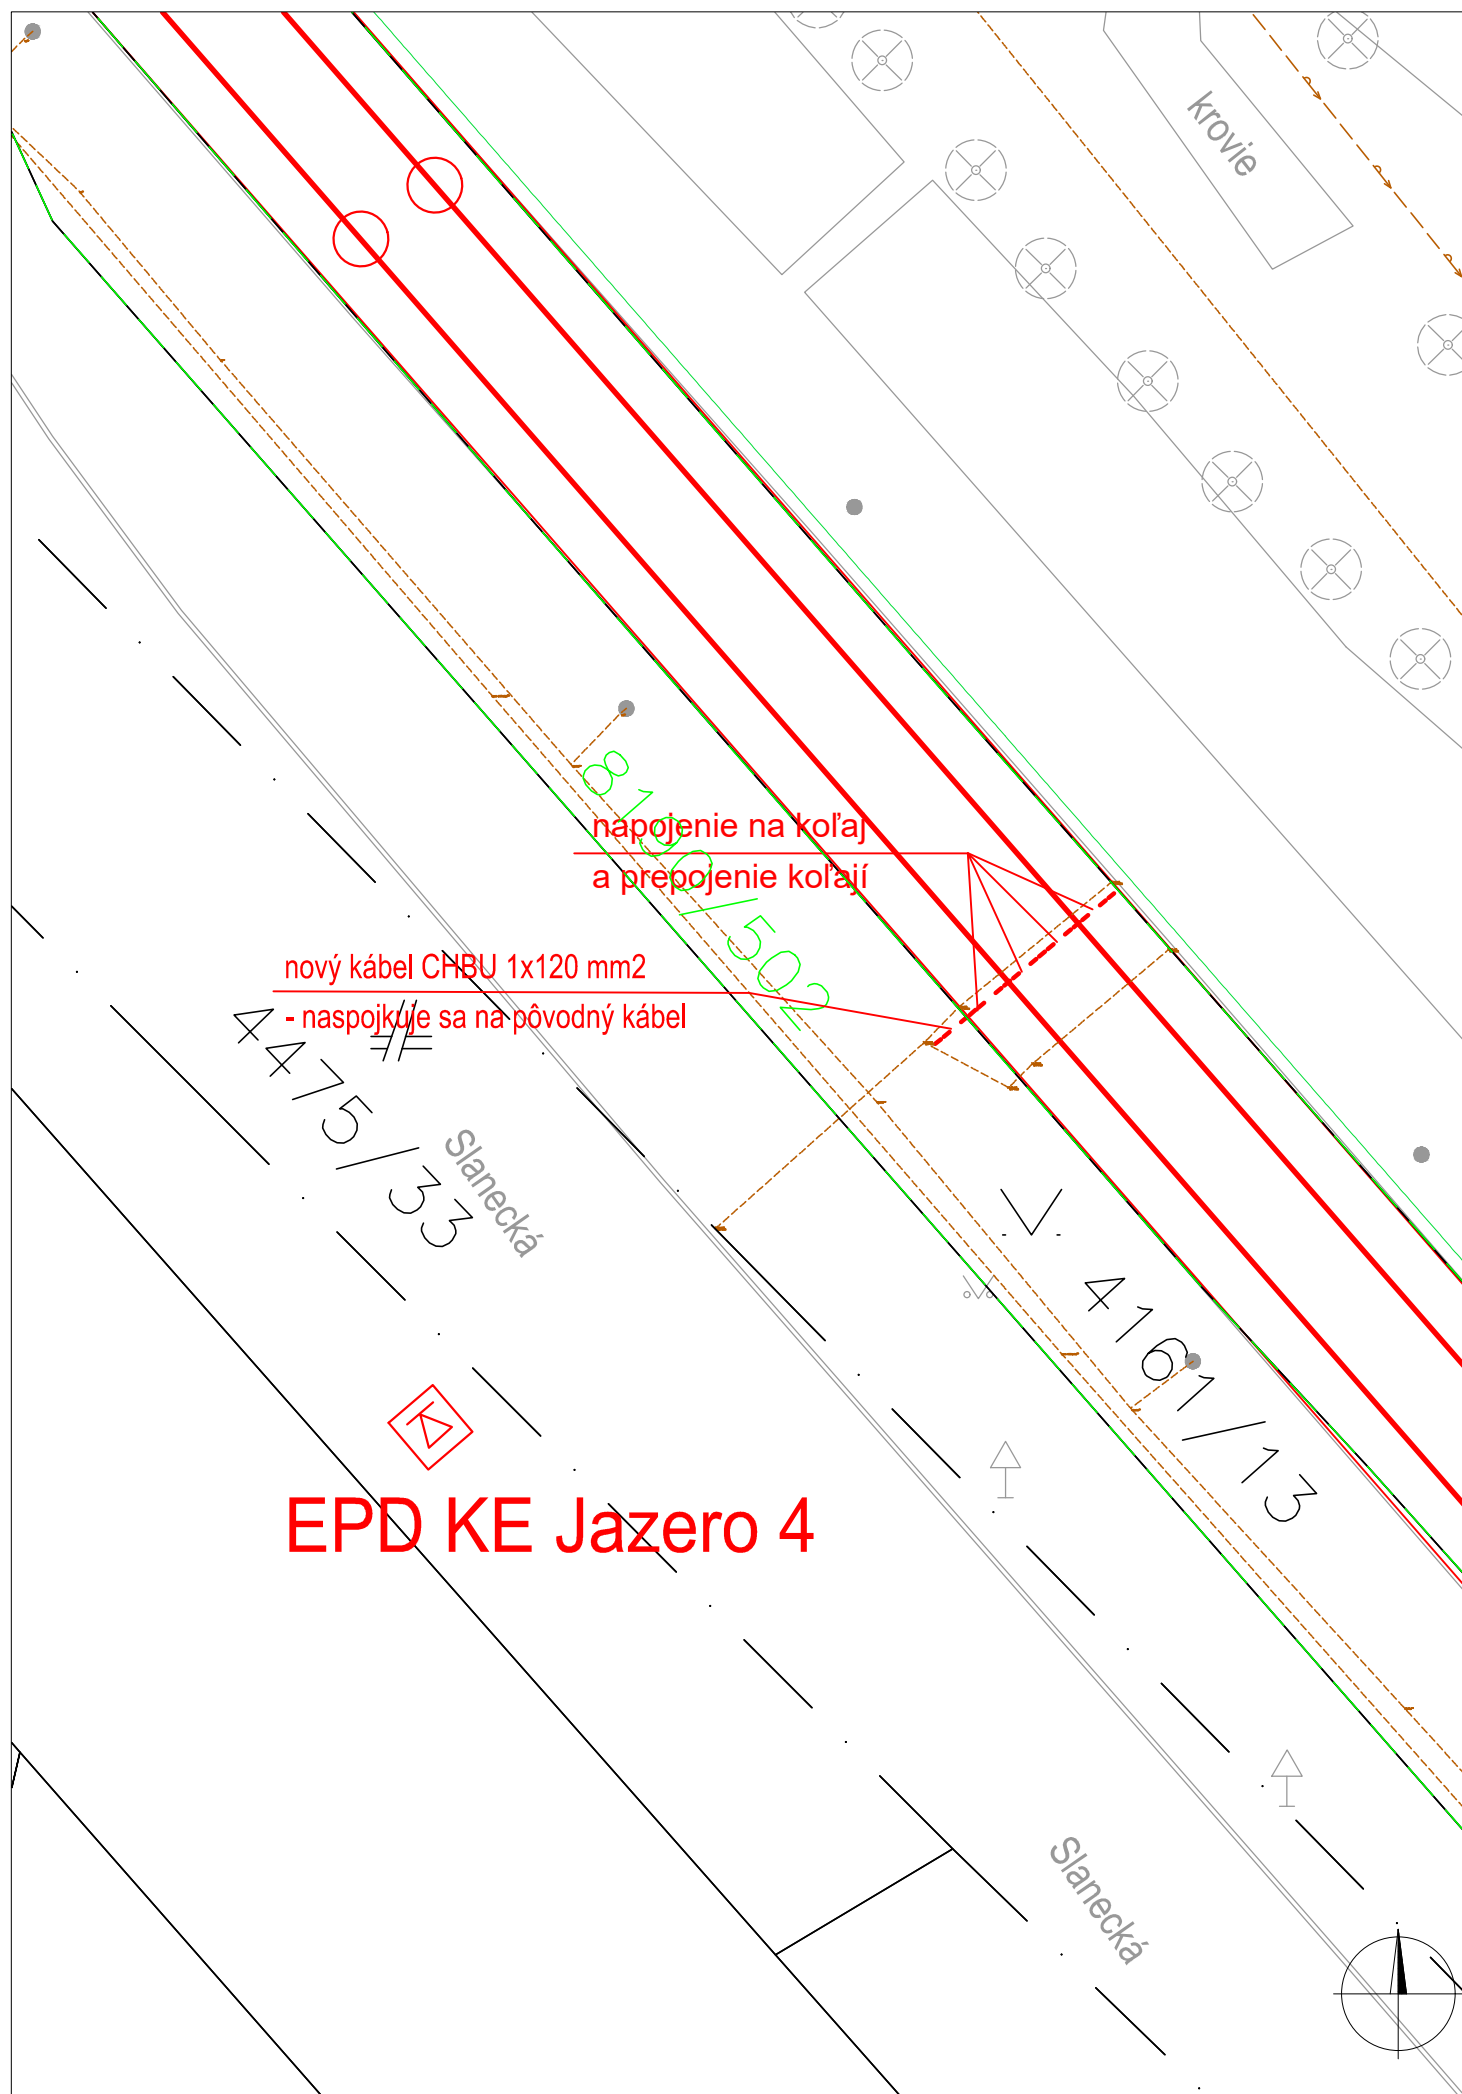 krovie
8190/502
napojenie na koľaj
a prepojenie koľají
nový kábel CHBU 1x120 mm2
- naspojkuje sa na pôvodný kábel
4475/33
Slanecká
4161/13
EPD KE Jazero 4
Slanecká